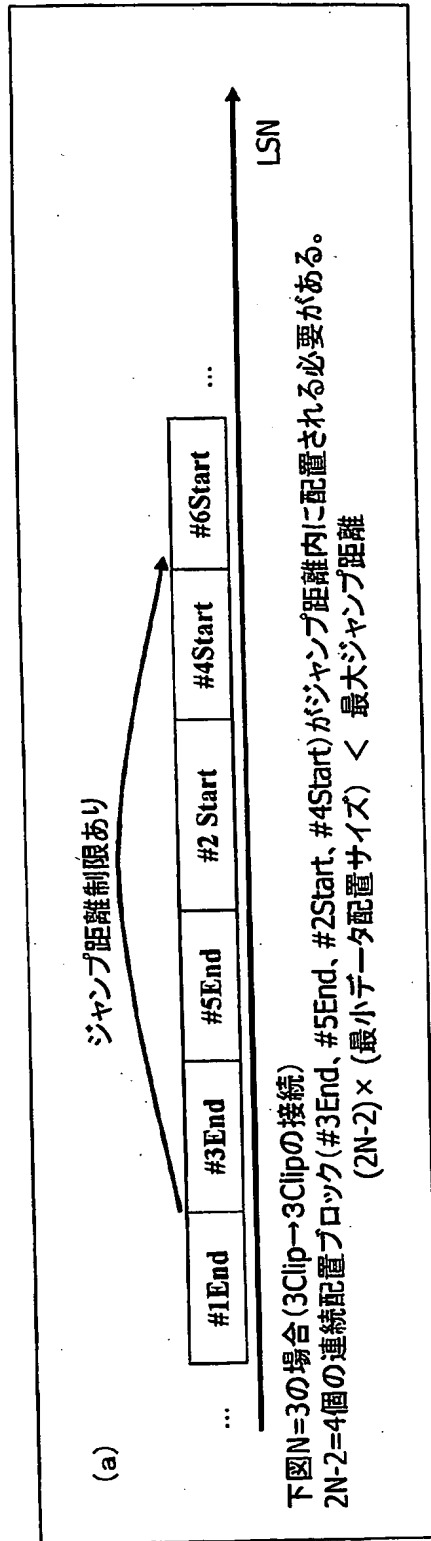 (a)
ジャンプ距離制限あり
… #1End #3End #5End #2 Start #4Start #6Start …
LSN
下図N=3の場合(3Clip→3Clipの接続)
2N-2=4個の連続配置ブロック(#3End、#5End、#2Start、#4Start)がジャンプ距離内に配置される必要がある。
(2N-2)×(最小データ配置サイズ) < 最大ジャンプ距離